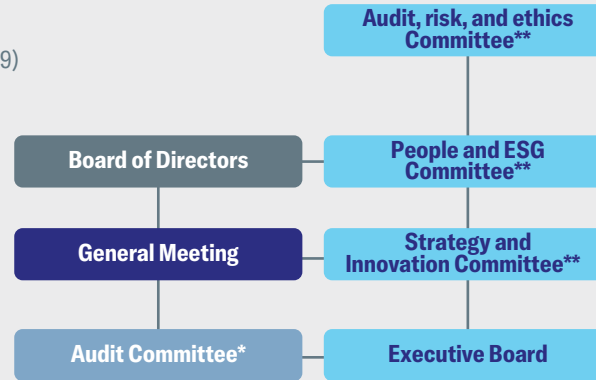 Audit, risk, and ethics
Committee**
9)
Board of Directors
People and ESG
Committee**
General Meeting
Strategy and
Innovation Committee**
Audit Committee*
Executive Board